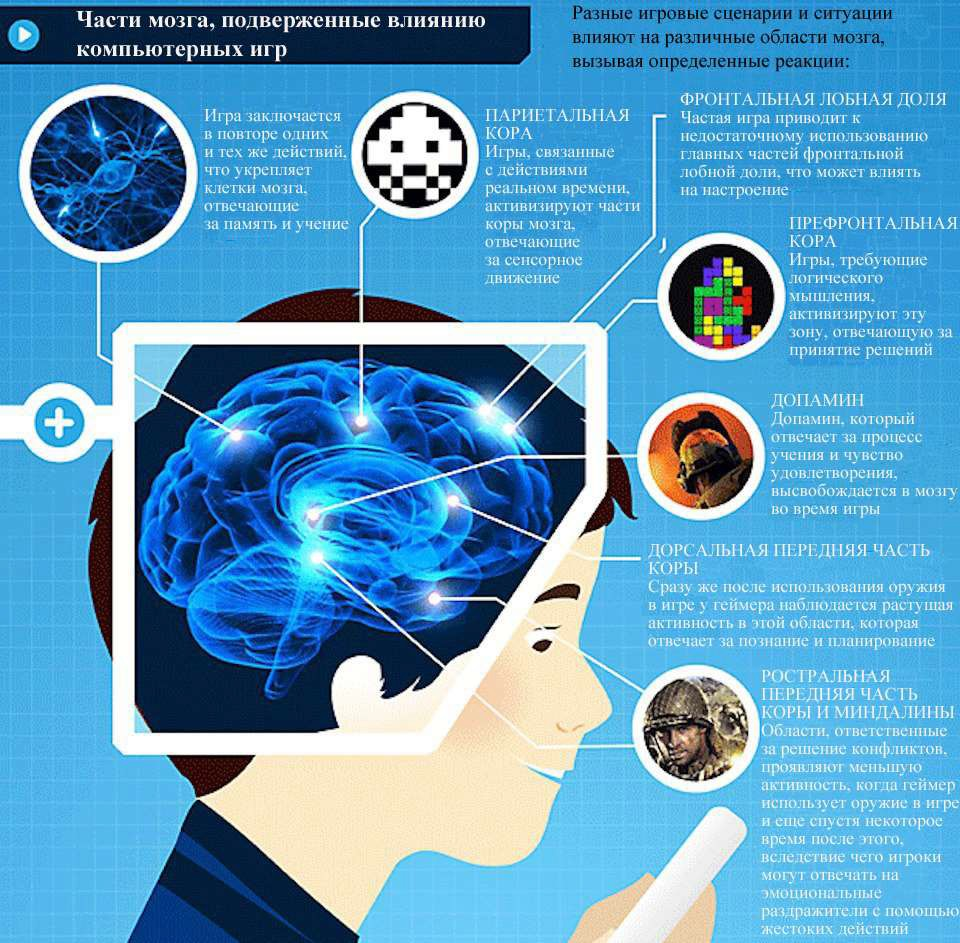 Части мозга, подверженные влиянию
компьютерных игр
Разные игровые сценарии и ситуации
влияют на различные области мозга,
вызывая определенные реакции:
Игра заключается
в повторе одних
и тех же действий,
что укрепляет
клетки мозга,
отвечающие
за память и учение
ПАРИЕТАЛЬНАЯ
КОРА
Игры, связанные
с действиями
реальном времени,
активизируют части
коры мозга,
отвечающие
за сенсорное
движение
ФРОНТАЛЬНАЯ ЛОБНАЯ ДОЛЯ
Частая игра приводит к
недостаточному использованию
главных частей фронтальной
лобной доли, что может влиять
на настроение
ПРЕФРОНТАЛЬНАЯ
КОРА
Игры, требующие
логического
мышления,
активизируют эту
зону, отвечающую за
принятие решений
ДОПАМИН
Допамин, который
отвечает за процесс
учения и чувство
удовлетворения,
высвобождается в мозгу
во время игры
ДОРСАЛЬНАЯ ПЕРЕДНЯЯ ЧАСТЬ
КОРЫ
Сразу же после использования оружия
в игре у геймера наблюдается растущая
активность в этой области, которая
отвечает за познание и планирование
РОСТРАЛЬНАЯ
ПЕРЕДНЯЯ ЧАСТЬ
КОРЫ И МИНДАЛИНЫ
Области, ответственные
за решение конфликтов,
проявляют меньшую
активность, когда геймер
использует оружие в игре
и еще спустя некоторое
время после этого,
вследствие чего игроки
могут отвечать на
эмоциональные
раздражители с помощью
жестоких действий